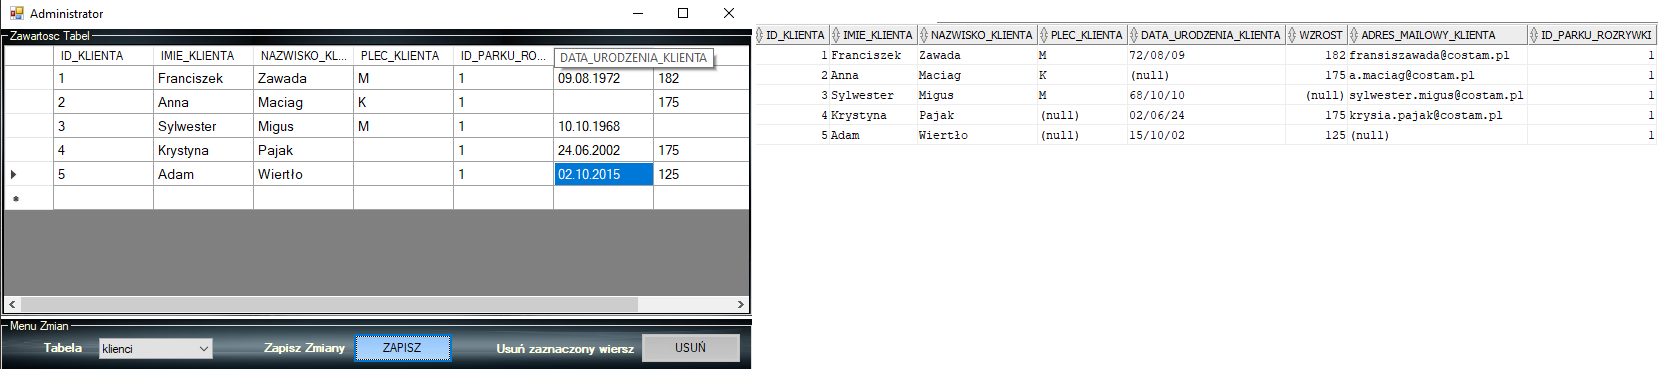 Administrator
Zawartosc Tabel
ID_KLIENTA IMIE_KLIENTA NAZWISKO_KL... PLEC_KLIENTA ID_PARKU_RO... DATA_URODZENIA_KLIENTA
1 Franciszek Zawada M 1 09.08.1972 182
2 Anna Maciag K 1 175
3 Sylwester Migus M 1 10.10.1968
4 Krystyna Pajak 1 24.06.2002 175
5 Adam Wiertło 1 02.10.2015 125
Menu Zmian
Tabela klienci Zapisz Zmiany ZAPISZ Usuń zaznaczony wiersz USUŃ
ID_KLIENTA IMIE_KLIENTA NAZWISKO_KLIENTA PLEC_KLIENTA DATA_URODZENIA_KLIENTA WZROST ADRES_MAILOWY_KLIENTA ID_PARKU_ROZRYWKI
1 Franciszek Zawada M 72/08/09 182 fransiszawada@costam.pl 1
2 Anna Maciag K (null) 175 a.maciag@costam.pl 1
3 Sylwester Migus M 68/10/10 (null) sylwester.migus@costam.pl 1
4 Krystyna Pajak (null) 02/06/24 175 krysia.pajak@costam.pl 1
5 Adam Wiertło (null) 15/10/02 125 (null) 1